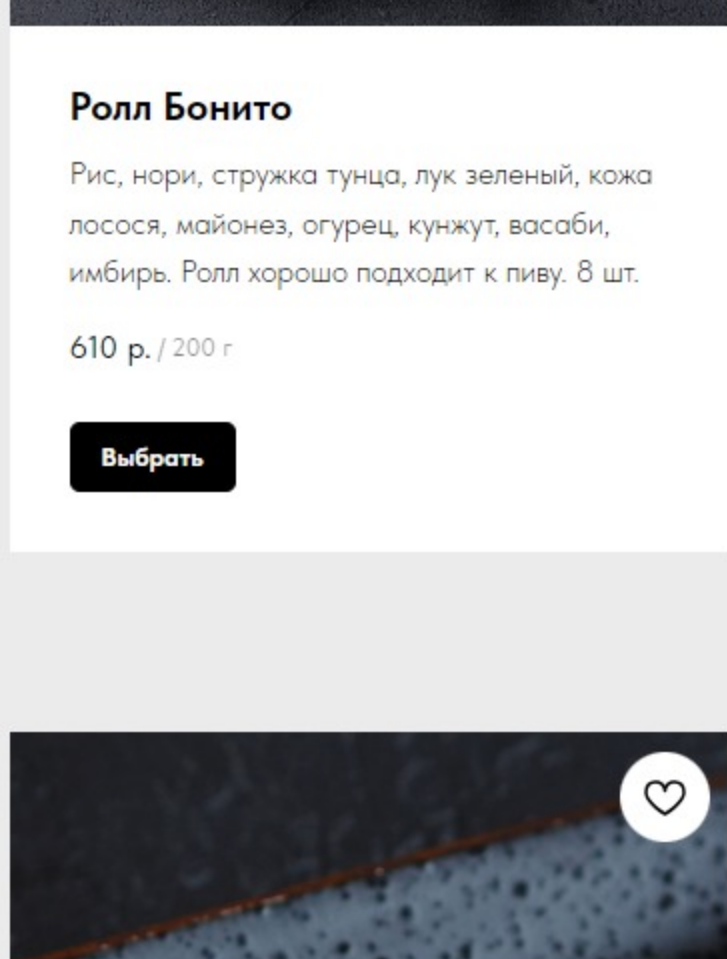 Ролл Бонито
Рис, нори, стружка тунца, лук зеленый, кожа
лосося, майонез, огурец, кунжут, васаби,
имбирь. Ролл хорошо подходит к пиву. 8 шт.
610 р. / 200 г
Выбрать